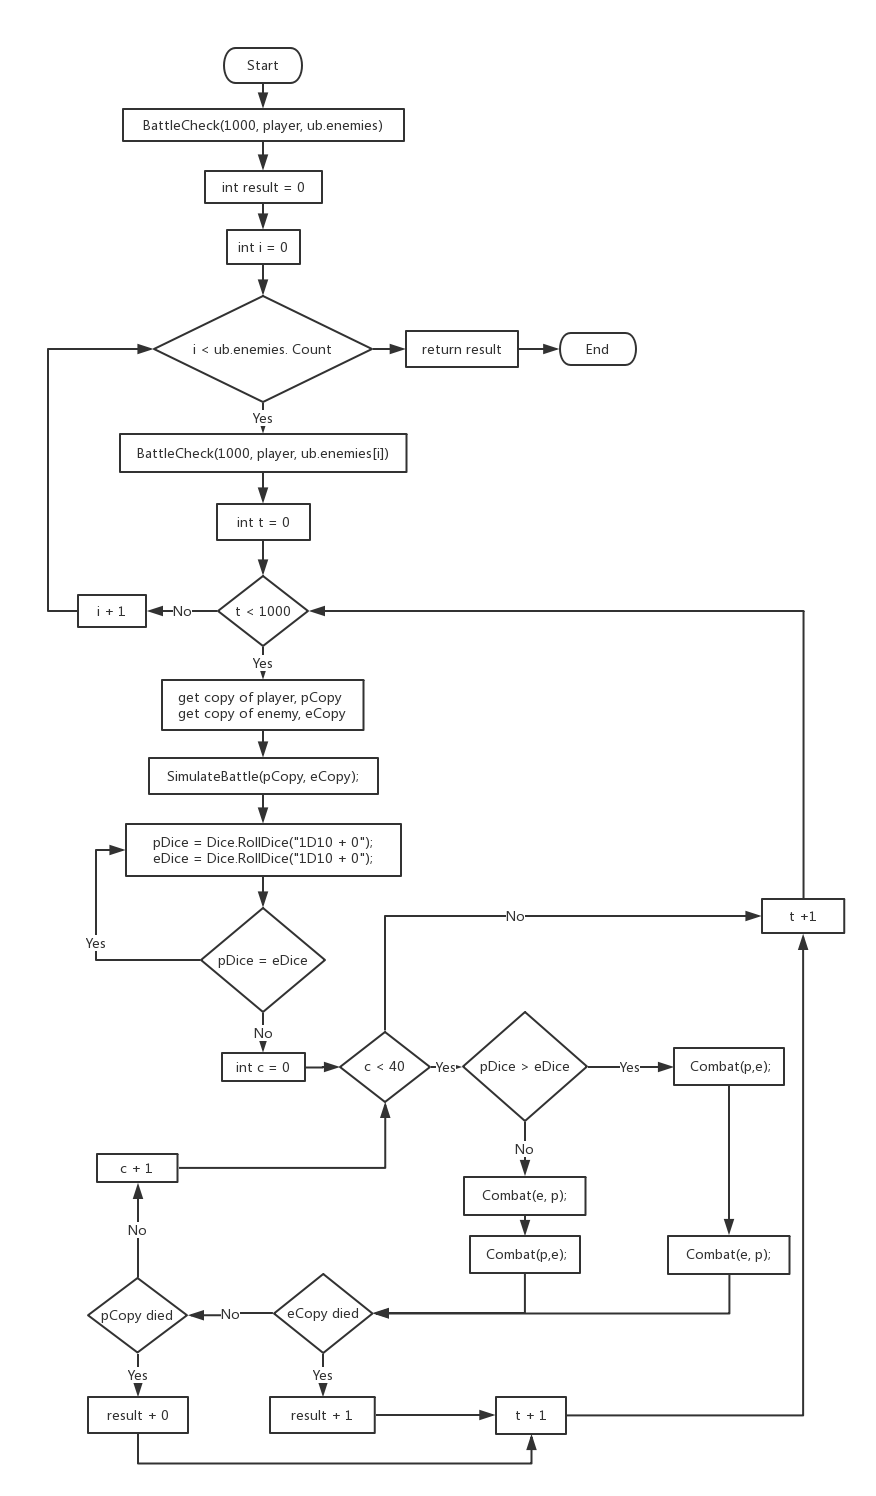 Start
BattleCheck(1000, player, ub.enemies)
int result = 0
int i = 0
i < ub.enemies. Count
return result
End
Yes
BattleCheck(1000, player, ub.enemies[i])
int t = 0
i + 1
No
t < 1000
Yes
get copy of player, pCopy
get copy of enemy, eCopy
SimulateBattle(pCopy, eCopy);
pDice = Dice.RollDice("1D10 + 0");
eDice = Dice.RollDice("1D10 + 0");
No
t +1
Yes
pDice = eDice
No
int c = 0
c < 40
Yes
pDice > eDice
Yes
Combat(p,e);
No
c + 1
Combat(e, p);
No
Combat(p,e);
Combat(e, p);
pCopy died
No
eCopy died
Yes
Yes
result + 0
result + 1
t + 1